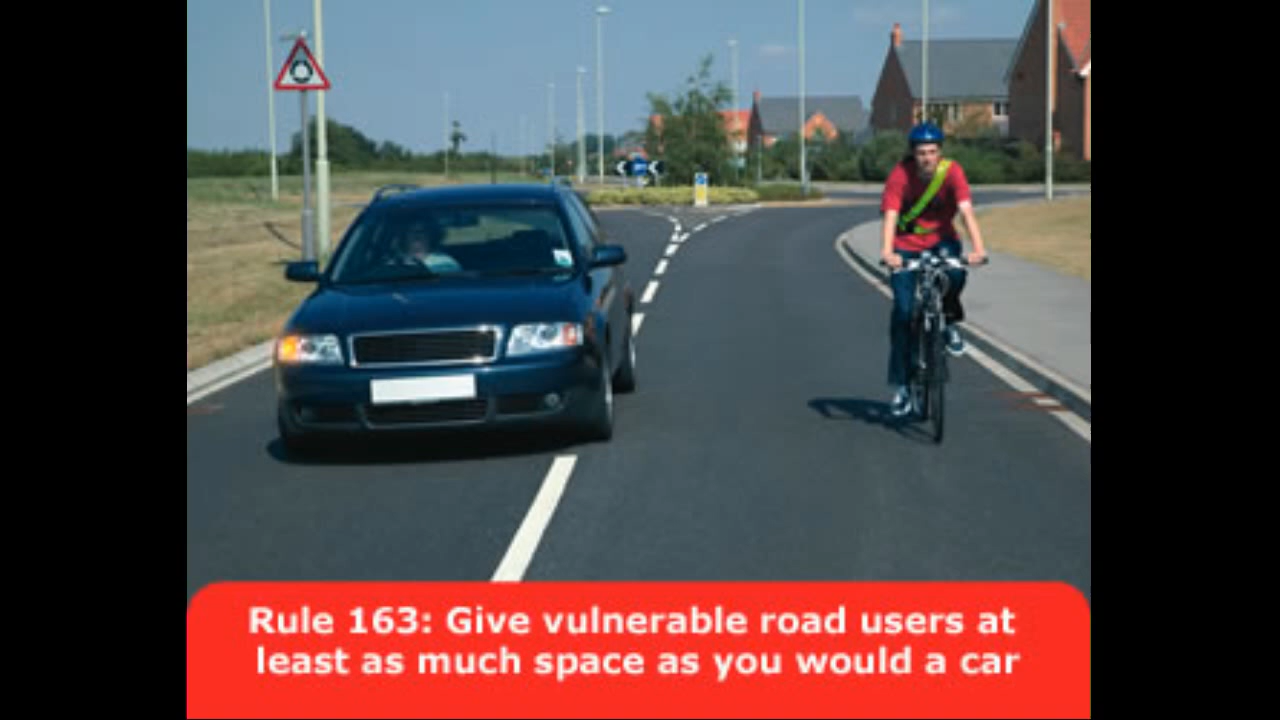 Rule 163: Give vulnerable road users at
least as much space as you would a car